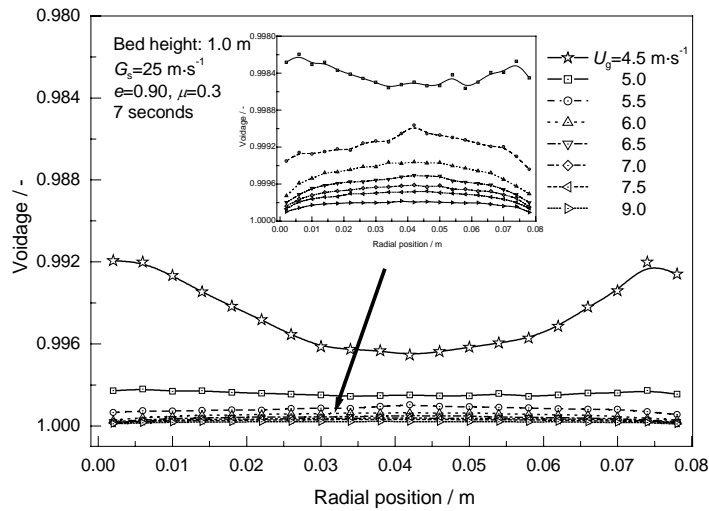 0.980
0.984
0.988
0.992
0.996
1.000
Voidage / -
0.00 0.01 0.02 0.03 0.04 0.05 0.06 0.07 0.08
Radial position / m
Bed height: 1.0 m
Gs=25 m·s-1
e=0.90, μ=0.3
7 seconds
0.9980
0.9984
0.9988
0.9992
0.9996
1.0000
Voidage / -
0.00 0.01 0.02 0.03 0.04 0.05 0.06 0.07 0.08
Radial position / m
Ug=4.5 m·s-1
5.0
5.5
6.0
6.5
7.0
7.5
9.0